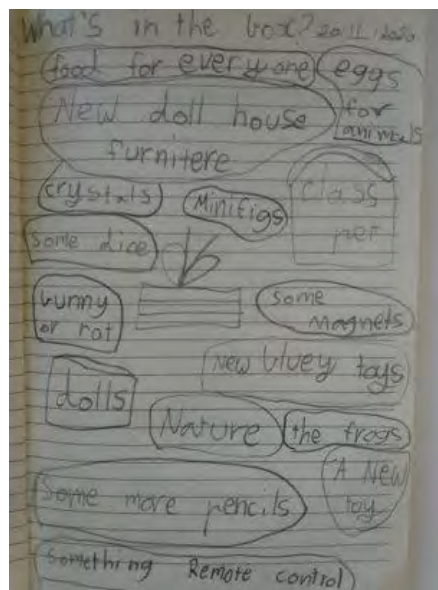 What's in the box? 20.11.2020
food for everyone
eggs
for
animals
New doll house
furnitere
crystals
Minifigs
class
pet
some dice
bunny
or rat
some
magnets
New bluey toys
dolls
Nature
the frogs
A New
toy
Some more pencils
Something Remote control